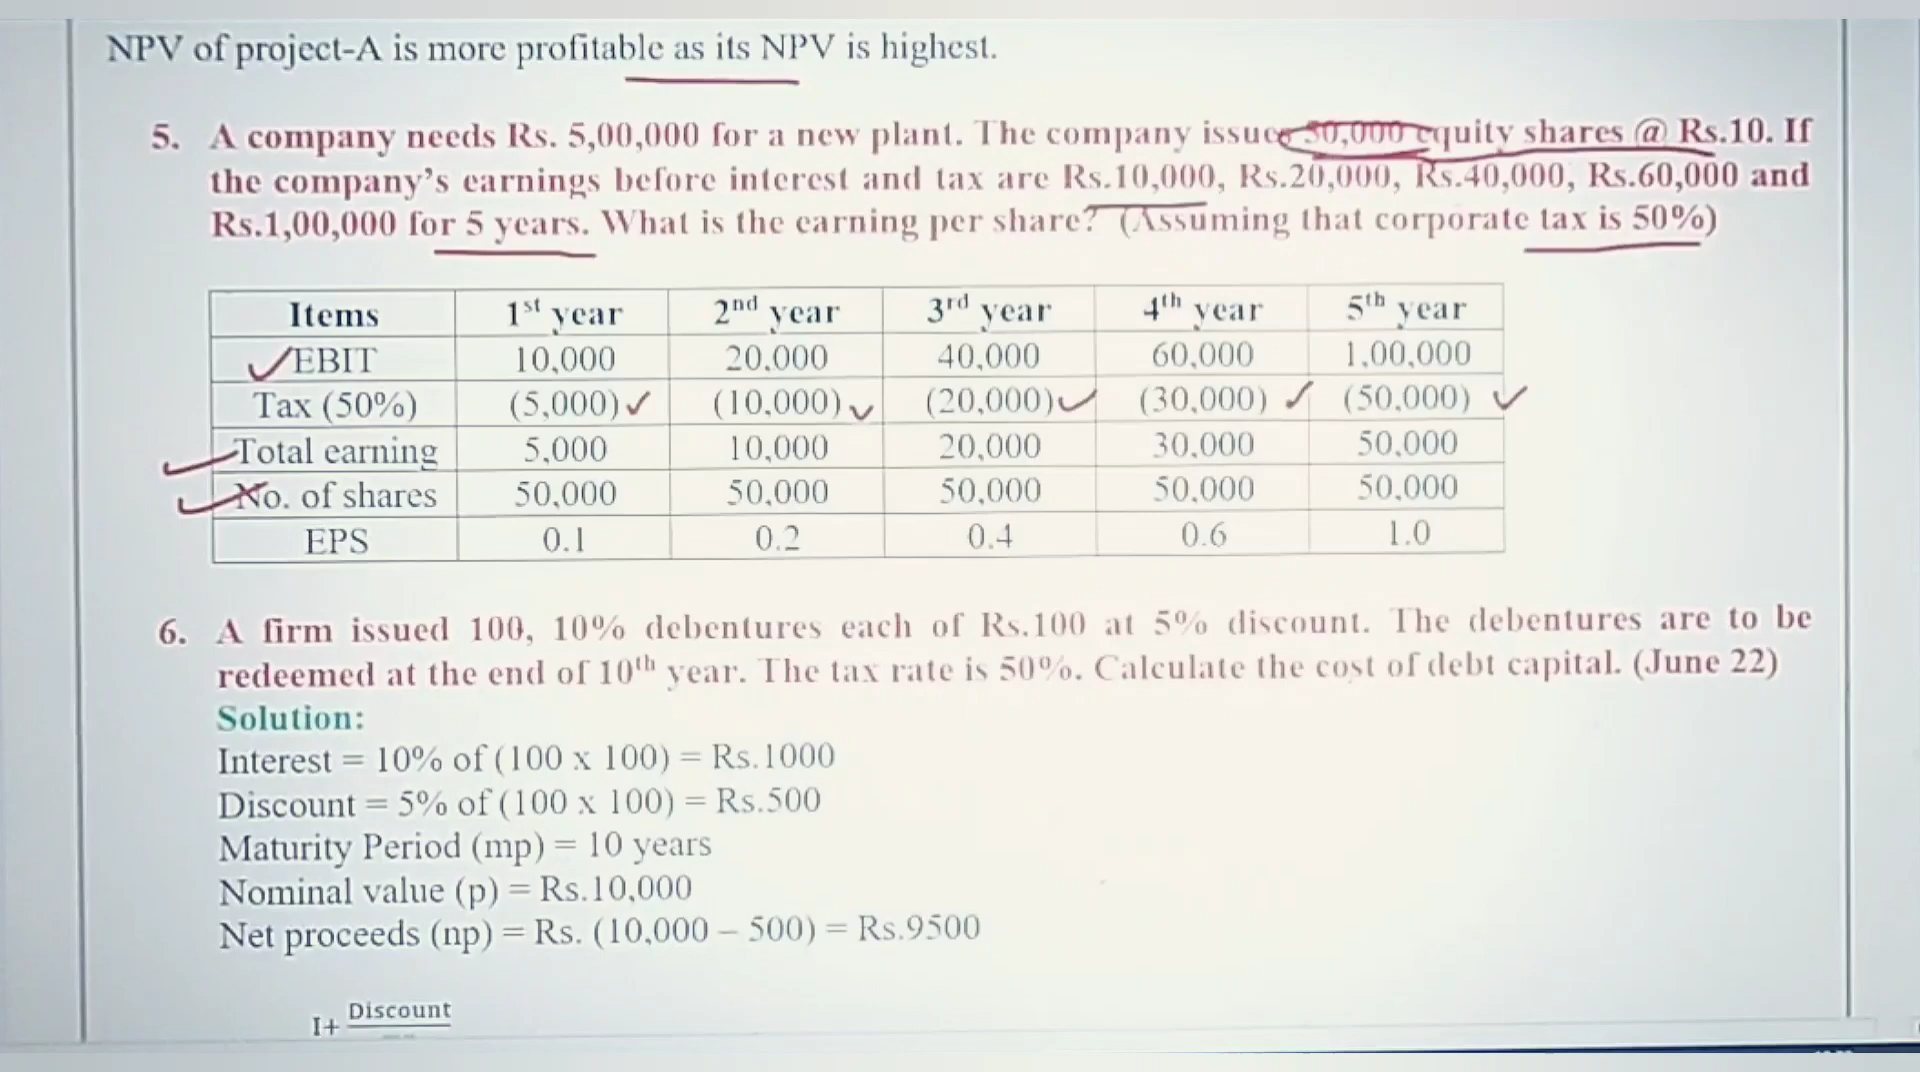 NPV of project-A is more profitable as its NPV is highest.
5. A company needs Rs. 5,00,000 for a new plant. The company issues 50,000 equity shares @ Rs.10. If
the company's earnings before interest and tax are Rs.10,000, Rs.20,000, Rs.40,000, Rs.60,000 and
Rs.1,00,000 for 5 years. What is the earning per share? (Assuming that corporate tax is 50%)
Items 1st year 2nd year 3rd year 4th year 5th year
EBIT 10,000 20,000 40,000 60,000 1,00,000
Tax (50%) (5,000) (10,000) (20,000) (30,000) (50,000)
Total earning 5,000 10,000 20,000 30,000 50,000
No. of shares 50,000 50,000 50,000 50,000 50,000
EPS 0.1 0.2 0.4 0.6 1.0
6. A firm issued 100, 10% debentures each of Rs.100 at 5% discount. The debentures are to be
redeemed at the end of 10th year. The tax rate is 50%. Calculate the cost of debt capital. (June 22)
Solution:
Interest = 10% of (100 x 100) = Rs.1000
Discount = 5% of (100 x 100) = Rs.500
Maturity Period (mp) = 10 years
Nominal value (p) = Rs.10,000
Net proceeds (np) = Rs. (10,000 – 500) = Rs.9500
I+ Discount